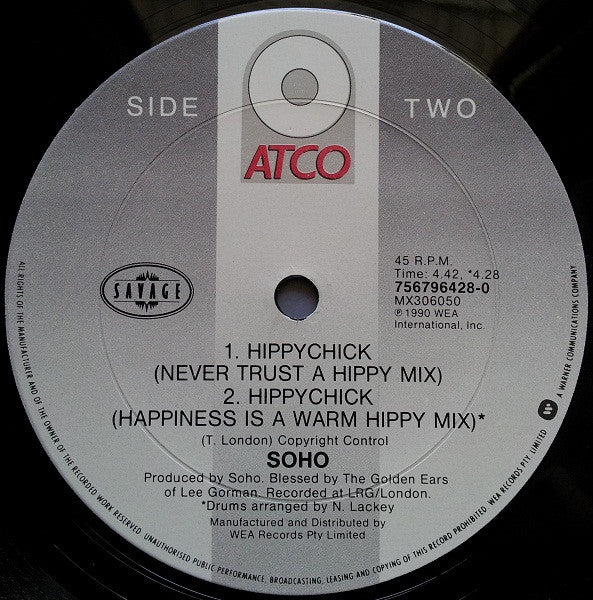 SIDE TWO
ATCO
SAVAGE
45 R.P.M.
Time: 4.42, *4.28
756796428-0
MX306050
℗ 1990 WEA
International, Inc.
1. HIPPYCHICK
(NEVER TRUST A HIPPY MIX)
2. HIPPYCHICK
(HAPPINESS IS A WARM HIPPY MIX)*
(T. London) Copyright Control
SOHO
Produced by Soho. Blessed by The Golden Ears
of Lee Gorman. Recorded at LRG/London.
*Drums arranged by N. Lackey
Manufactured and Distributed by
WEA Records Pty Limited
ALL RIGHTS OF THE MANUFACTURER AND OF THE OWNER OF THE RECORDED WORK RESERVED. UNAUTHORISED PUBLIC PERFORMANCE, BROADCASTING, LEASING AND COPYING OF THIS RECORD PROHIBITED. WEA RECORDS PTY LIMITED
A WARNER COMMUNICATIONS COMPANY